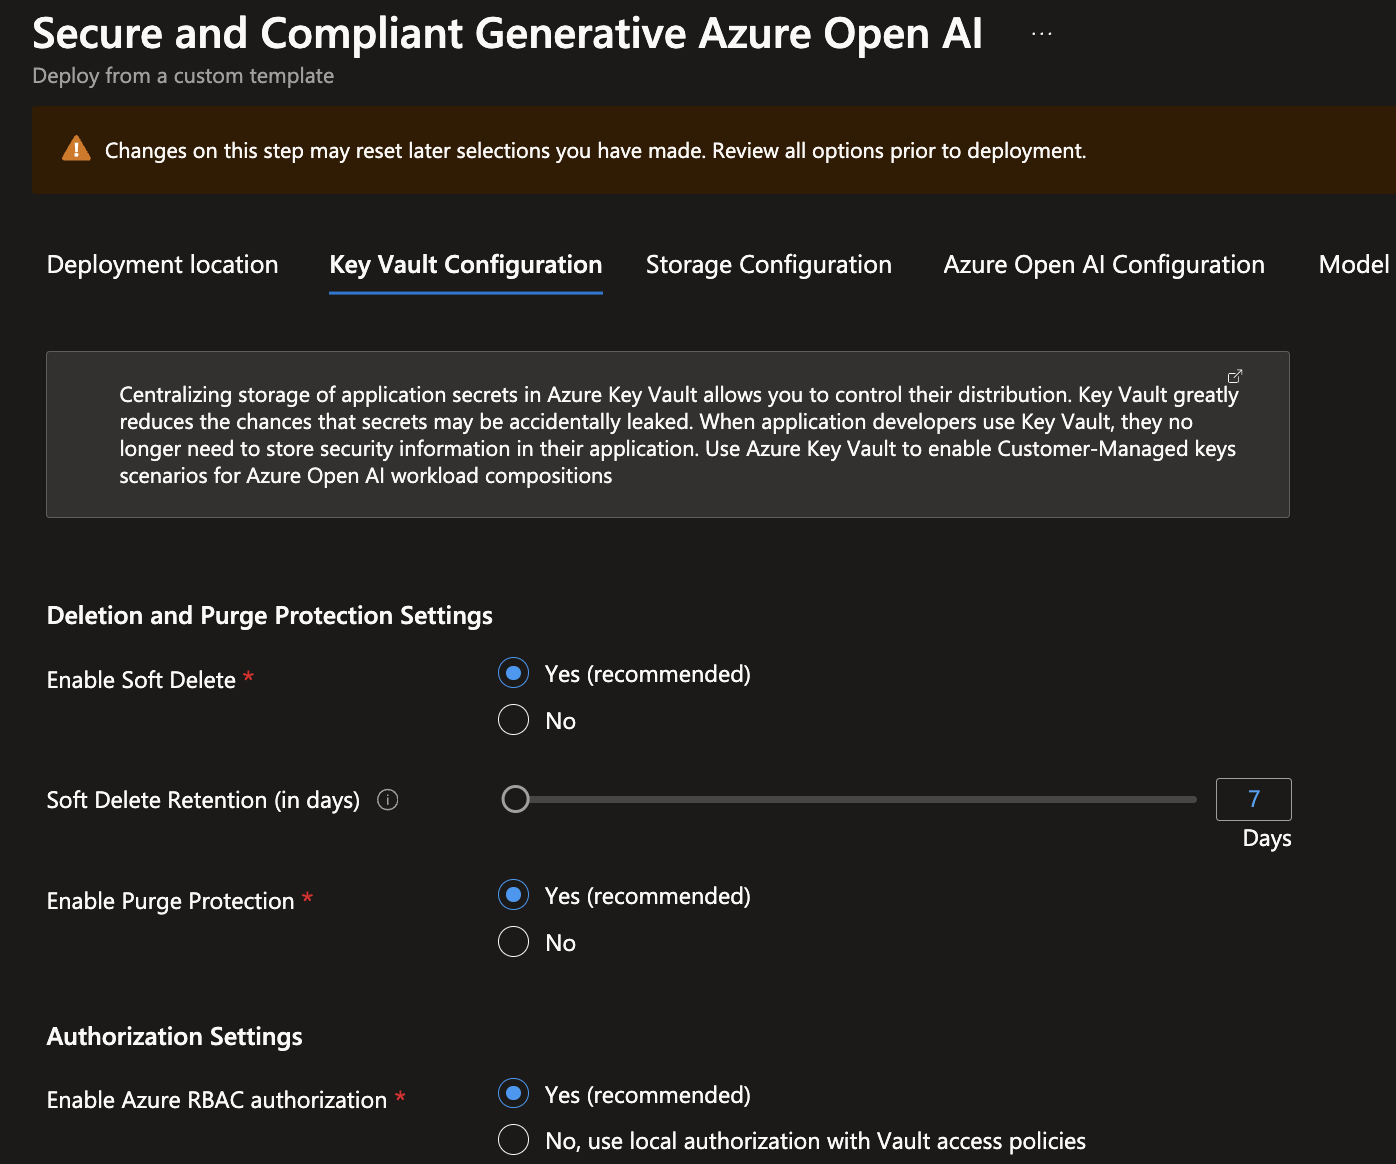 Secure and Compliant Generative Azure Open AI ...
Deploy from a custom template
Changes on this step may reset later selections you have made. Review all options prior to deployment.
Deployment location Key Vault Configuration Storage Configuration Azure Open AI Configuration Model
Centralizing storage of application secrets in Azure Key Vault allows you to control their distribution. Key Vault greatly
reduces the chances that secrets may be accidentally leaked. When application developers use Key Vault, they no
longer need to store security information in their application. Use Azure Key Vault to enable Customer-Managed keys
scenarios for Azure Open AI workload compositions
Deletion and Purge Protection Settings
Enable Soft Delete * Yes (recommended)
No
Soft Delete Retention (in days) 7
Days
Enable Purge Protection * Yes (recommended)
No
Authorization Settings
Enable Azure RBAC authorization * Yes (recommended)
No, use local authorization with Vault access policies